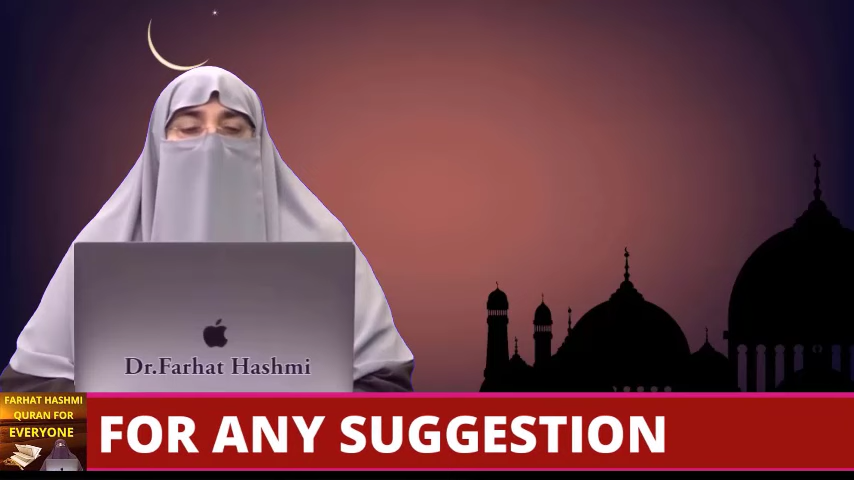 Dr.Farhat Hashmi
FARHAT HASHMI
QURAN FOR
EVERYONE
FOR ANY SUGGESTION